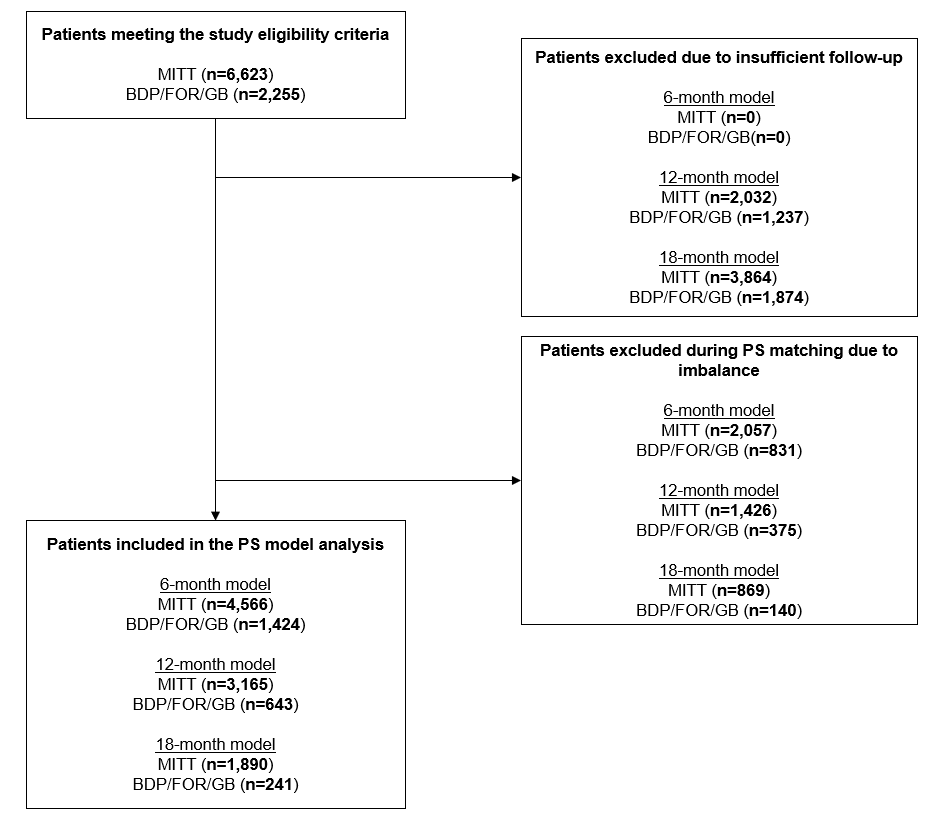 Patients meeting the study eligibility criteria
MITT (n=6,623)
BDP/FOR/GB (n=2,255)
Patients excluded due to insufficient follow-up
6-month model
MITT (n=0)
BDP/FOR/GB(n=0)
12-month model
MITT (n=2,032)
BDP/FOR/GB (n=1,237)
18-month model
MITT (n=3,864)
BDP/FOR/GB (n=1,874)
Patients excluded during PS matching due to
imbalance
6-month model
MITT (n=2,057)
BDP/FOR/GB (n=831)
12-month model
MITT (n=1,426)
BDP/FOR/GB (n=375)
18-month model
MITT (n=869)
BDP/FOR/GB (n=140)
Patients included in the PS model analysis
6-month model
MITT (n=4,566)
BDP/FOR/GB (n=1,424)
12-month model
MITT (n=3,165)
BDP/FOR/GB (n=643)
18-month model
MITT (n=1,890)
BDP/FOR/GB (n=241)